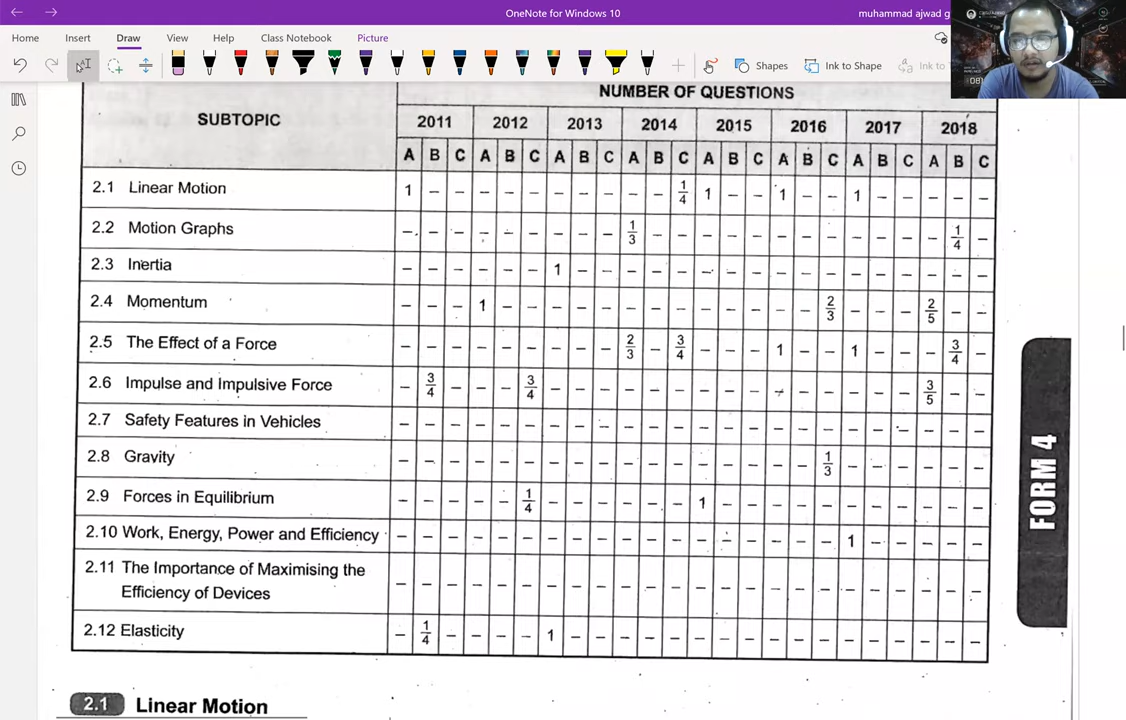 OneNote for Windows 10
muhammad ajwad g
Home Insert Draw View Help Class Notebook Picture
Shapes Ink to Shape Ink to
NUMBER OF QUESTIONS
SUBTOPIC 2011 2012 2013 2014 2015 2016 2017 2018
A B C A B C A B C A B C A B C A B C A B C A B C
2.1 Linear Motion 1 – – – – – – – – – – 1/4 1 – – 1 – – 1 – – – – –
2.2 Motion Graphs – – – – – – – – – 1/3 – – – – – – – – – – – – 1/4 –
2.3 Inertia – – – – – – 1 – – – – – – – – – – – – – – – – –
2.4 Momentum – – – 1 – – – – – – – – – – – – – 2/3 – – – 2/5 – –
2.5 The Effect of a Force – – – – – – – – – 2/3 – 3/4 – – – 1 – – 1 – – – 3/4 –
2.6 Impulse and Impulsive Force – 3/4 – – – 3/4 – – – – – – – – – – – – – – – 3/5 – –
2.7 Safety Features in Vehicles – – – – – – – – – – – – – – – – – – – – – – – –
2.8 Gravity – – – – – – – – – – – – – – – – – 1/3 – – – – – –
2.9 Forces in Equilibrium – – – – – 1/4 – – – – – – 1 – – – – – – – – – – –
2.10 Work, Energy, Power and Efficiency – – – – – – – – – – – – – – – – – – 1 – – – – –
2.11 The Importance of Maximising the
Efficiency of Devices – – – – – – – – – – – – – – – – – – – – – – – –
2.12 Elasticity – 1/4 – – – – 1 – – – – – – – – – – – – – – – – –
FORM 4
2.1 Linear Motion